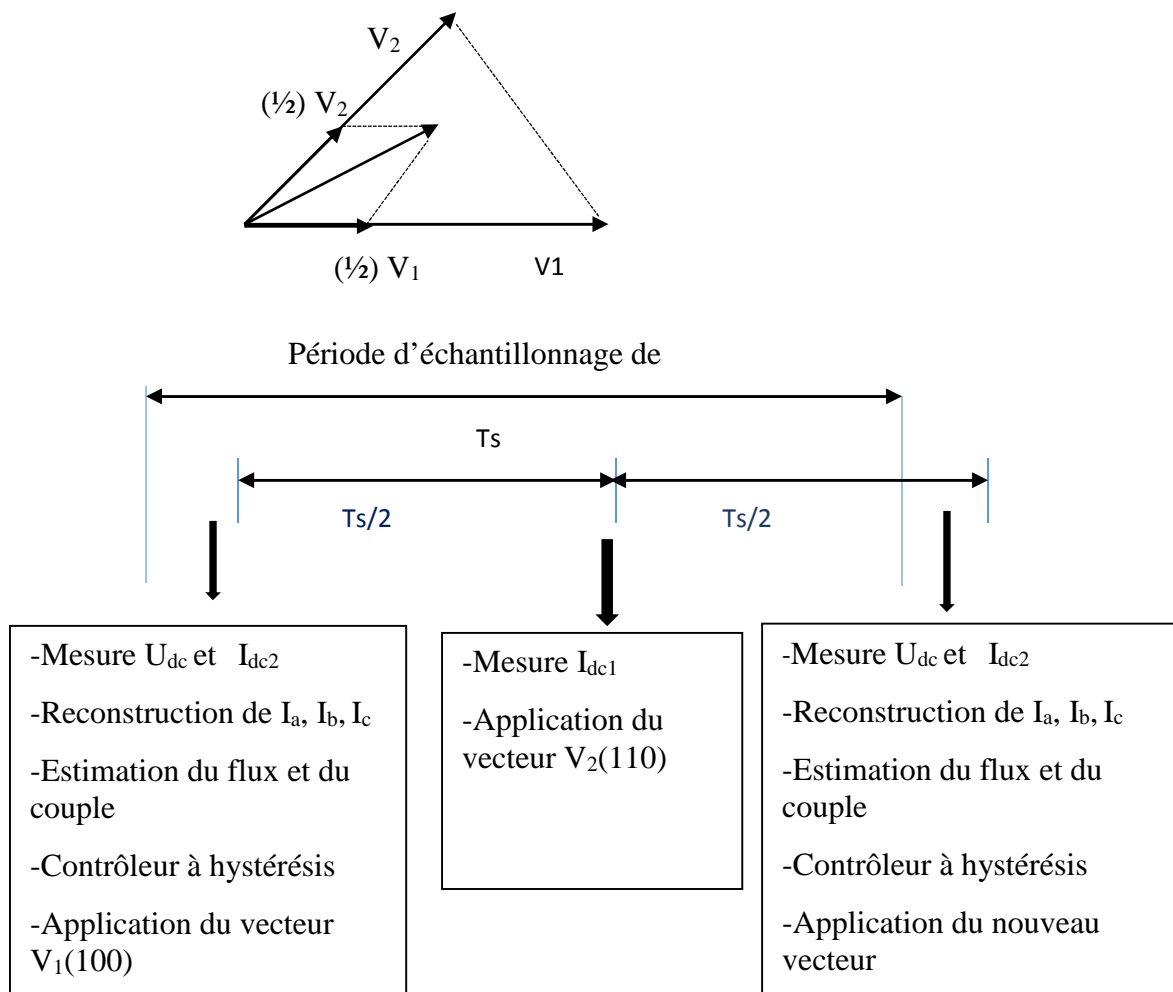 V₂
(½) V₂
(½) V₁
V1
Période d’échantillonnage de
Ts
Ts/2
Ts/2
-Mesure Udc et Idc2
-Reconstruction de Ia, Ib, Ic
-Estimation du flux et du
couple
-Contrôleur à hystérésis
-Application du vecteur
V₁(100)
-Mesure Idc1
-Application du
vecteur V₂(110)
-Mesure Udc et Idc2
-Reconstruction de Ia, Ib, Ic
-Estimation du flux et du
couple
-Contrôleur à hystérésis
-Application du nouveau
vecteur